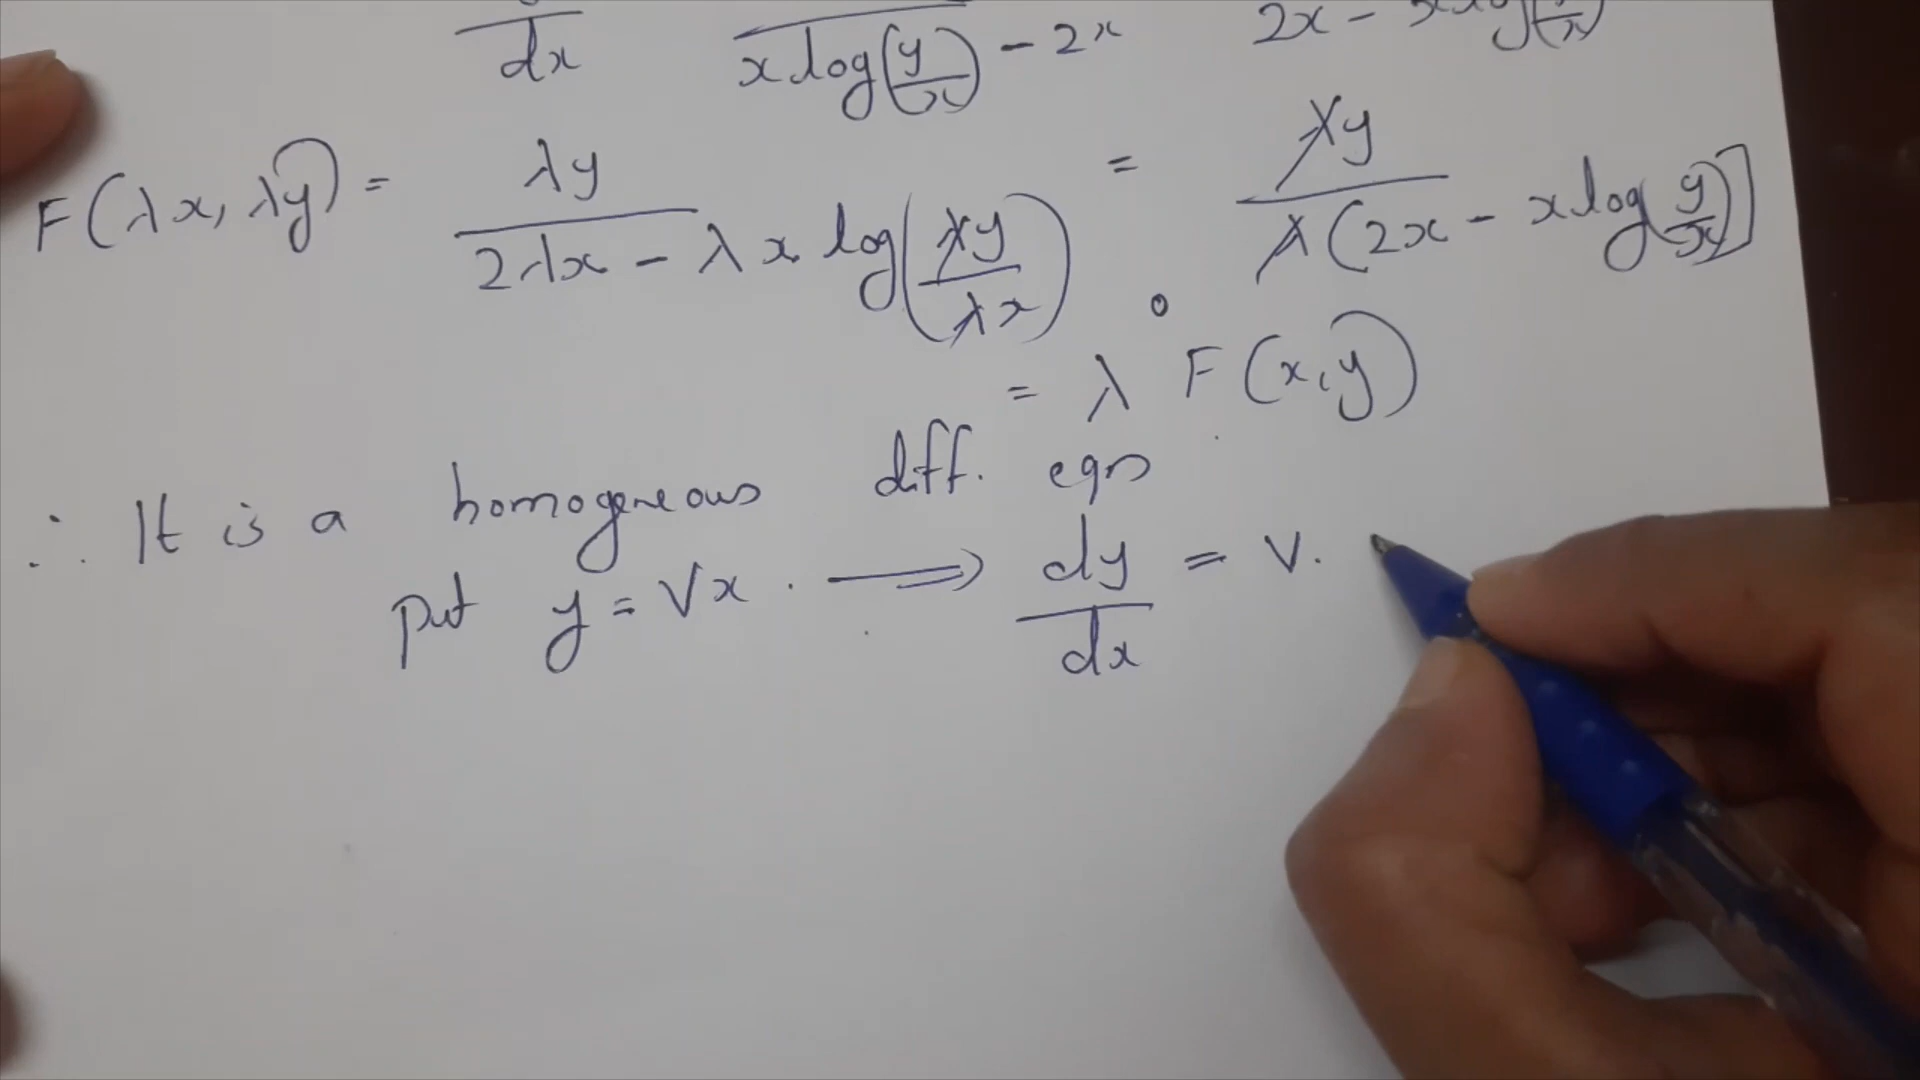 dx x log(y/x) - 2x 2x - x log(y/x)
F(λx, λy) = λy / 2λx - λx log(λy/λx) = λy / λ(2x - x log(y/x)]
= λ° F(x, y)
∴ It is a homogeneous diff. eqn
put y = Vx. ⟹ dy/dx = V.